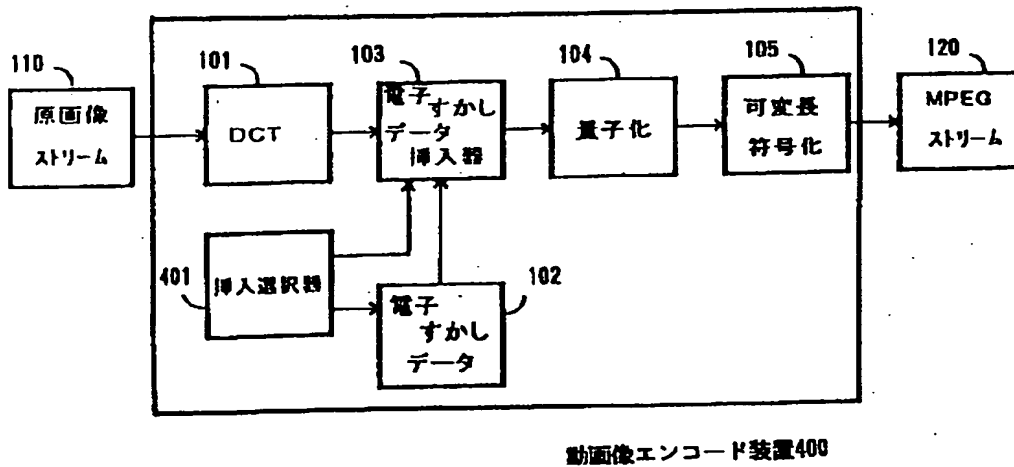 110
原画像
ストリーム
101
DCT
103
電子
すかし
データ
挿入器
104
量子化
105
可変長
符号化
120
MPEG
ストリーム
401
挿入選択器
102
電子
すかし
データ
動画像エンコード装置400